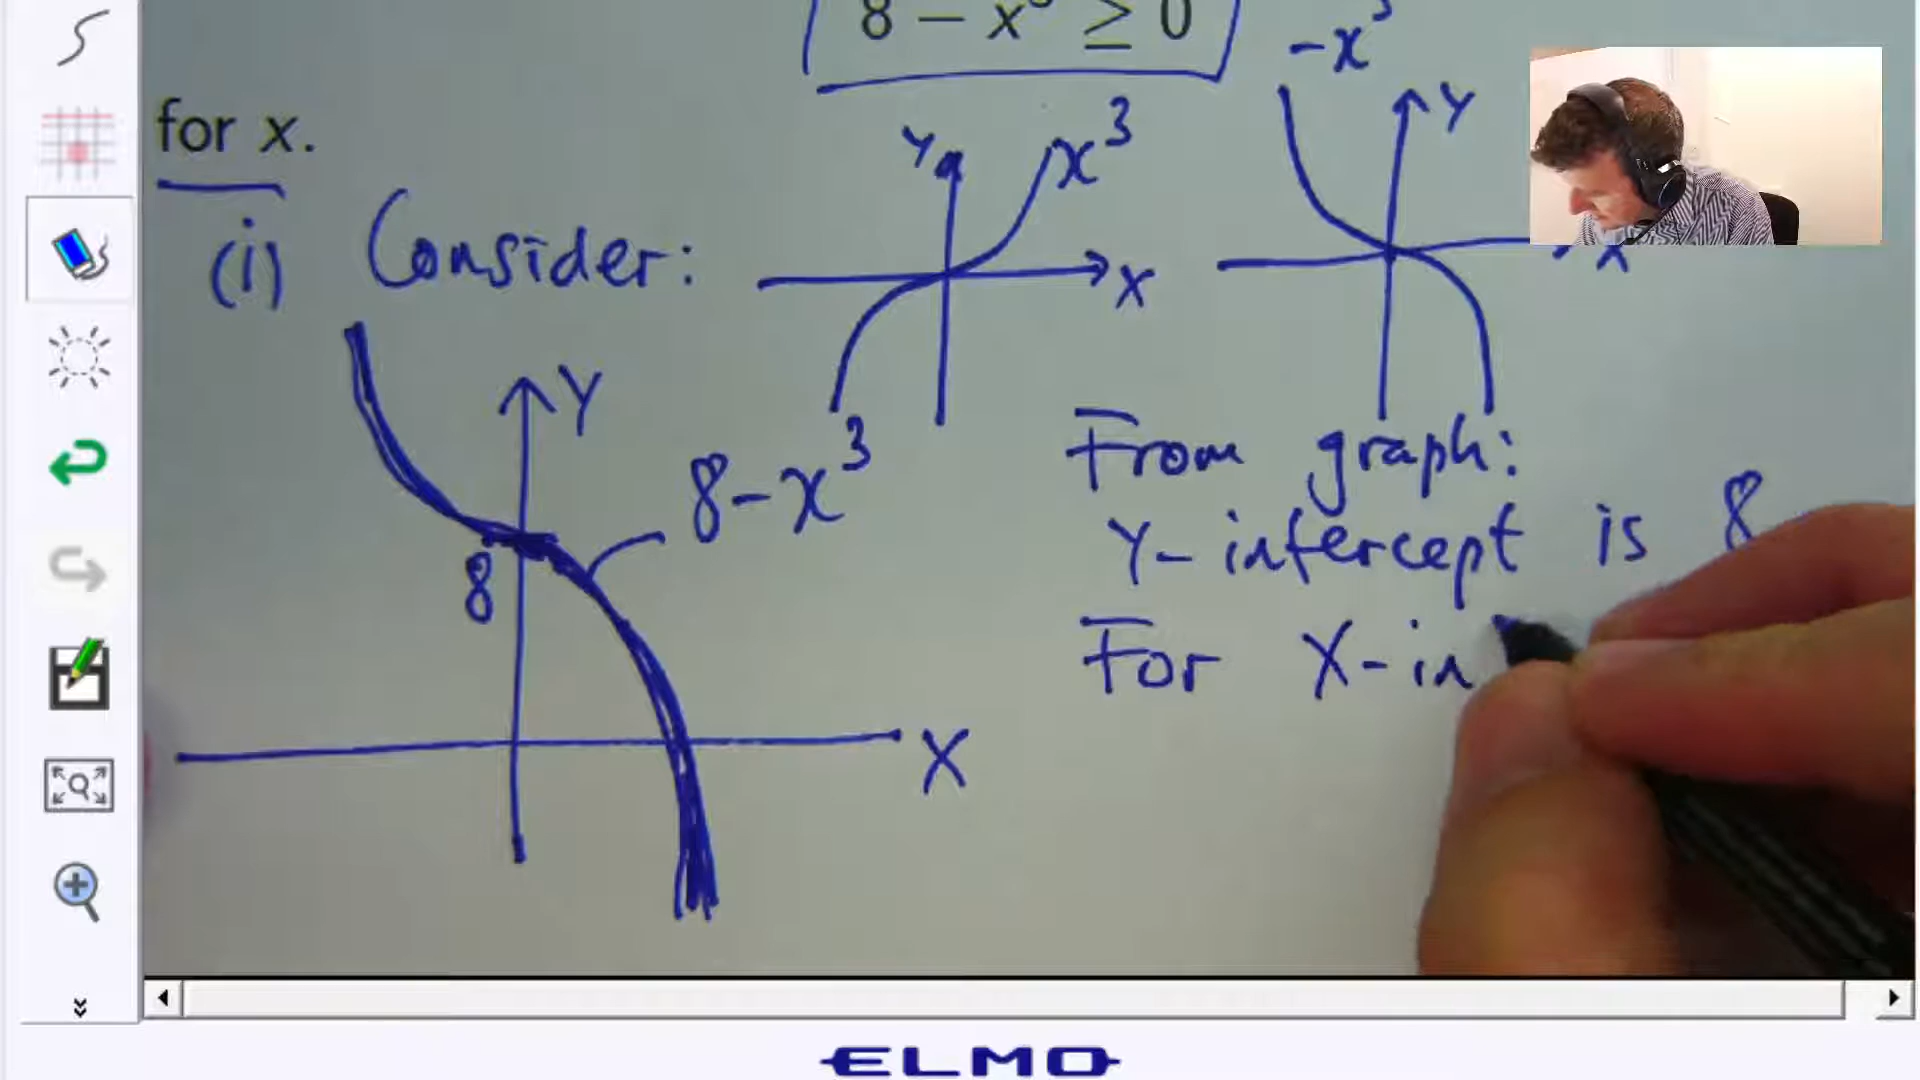 8 − x³ ≥ 0
-x³
for x.
Y
x³
X
Y
X
(i) Consider:
Y
8-x³
8
X
From graph:
Y-intercept is 8
For X-in
ELMO